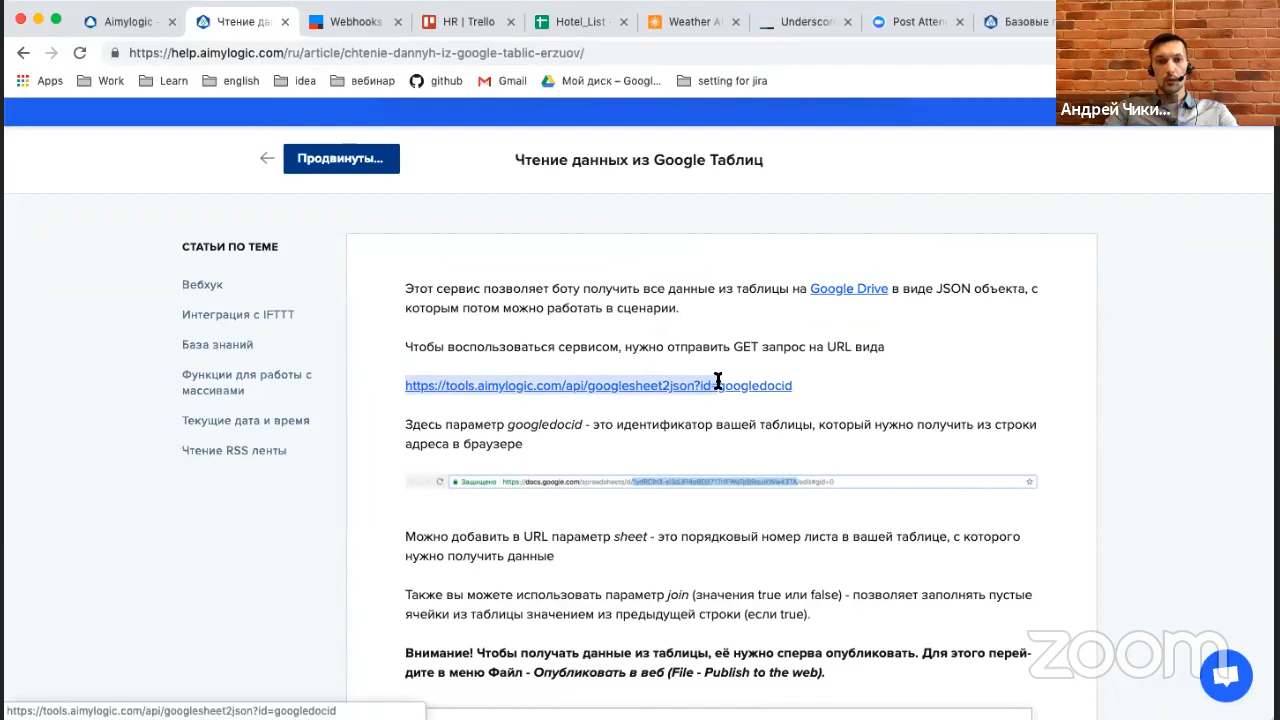 Aimylogic -
Чтение да
Webhooks
HR | Trello
Hotel_List -
Weather A
Underscor
Post Atten
Базовые
https://help.aimylogic.com/ru/article/chtenie-dannyh-iz-google-tablic-erzuov/
Apps
Work
Learn
english
idea
вебинар
github
Gmail
Мой диск – Googl...
setting for jira
Андрей Чики...
Продвинуты...
Чтение данных из Google Таблиц
СТАТЬИ ПО ТЕМЕ
Вебхук
Интеграция с IFTTT
База знаний
Функции для работы с
массивами
Текущие дата и время
Чтение RSS ленты
Этот сервис позволяет боту получить все данные из таблицы на Google Drive в виде JSON объекта, с
которым потом можно работать в сценарии.
Чтобы воспользоваться сервисом, нужно отправить GET запрос на URL вида
https://tools.aimylogic.com/api/googlesheet2json?id=googledocid
Здесь параметр googledocid - это идентификатор вашей таблицы, который нужно получить из строки
адреса в браузере
Защищено https://docs.google.com/spreadsheets/d/
/edit#gid=0
Можно добавить в URL параметр sheet - это порядковый номер листа в вашей таблице, с которого
нужно получить данные
Также вы можете использовать параметр join (значения true или false) - позволяет заполнять пустые
ячейки из таблицы значением из предыдущей строки (если true).
Внимание! Чтобы получать данные из таблицы, её нужно сперва опубликовать. Для этого перей-
дите в меню Файл - Опубликовать в веб (File - Publish to the web).
zoom
https://tools.aimylogic.com/api/googlesheet2json?id=googledocid